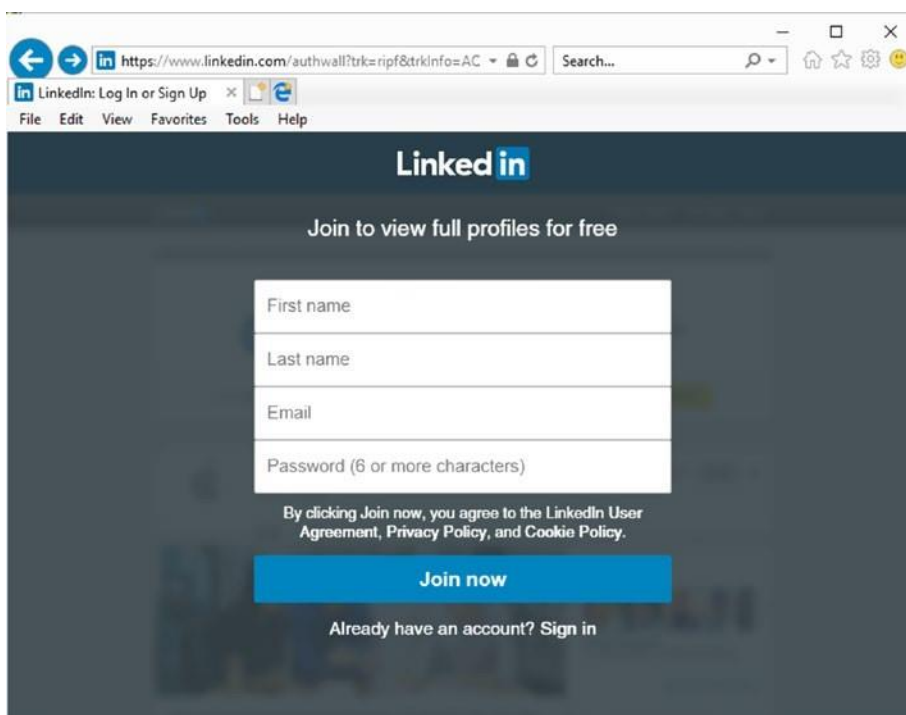 https://www.linkedin.com/authwall?trk=ripf&trkInfo=AC
Search...
LinkedIn: Log In or Sign Up
File Edit View Favorites Tools Help
Linked in
Join to view full profiles for free
First name
Last name
Email
Password (6 or more characters)
By clicking Join now, you agree to the LinkedIn User
Agreement, Privacy Policy, and Cookie Policy.
Join now
Already have an account? Sign in